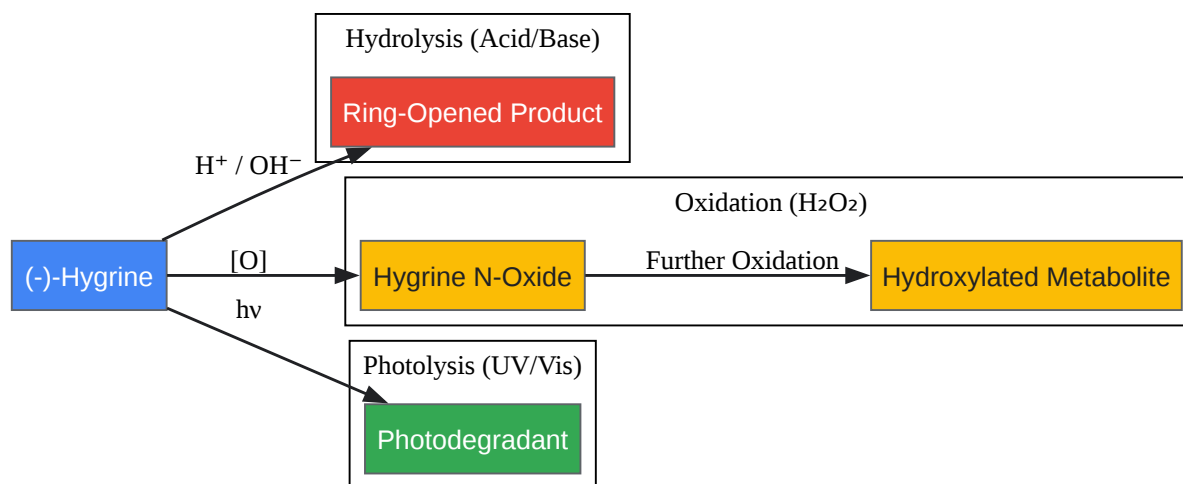 Hydrolysis (Acid/Base)
Ring-Opened Product
H⁺ / OH⁻
Oxidation (H₂O₂)
(-)-Hygrine
[O]
Hygrine N-Oxide
Further Oxidation
Hydroxylated Metabolite
hν
Photolysis (UV/Vis)
Photodegradant